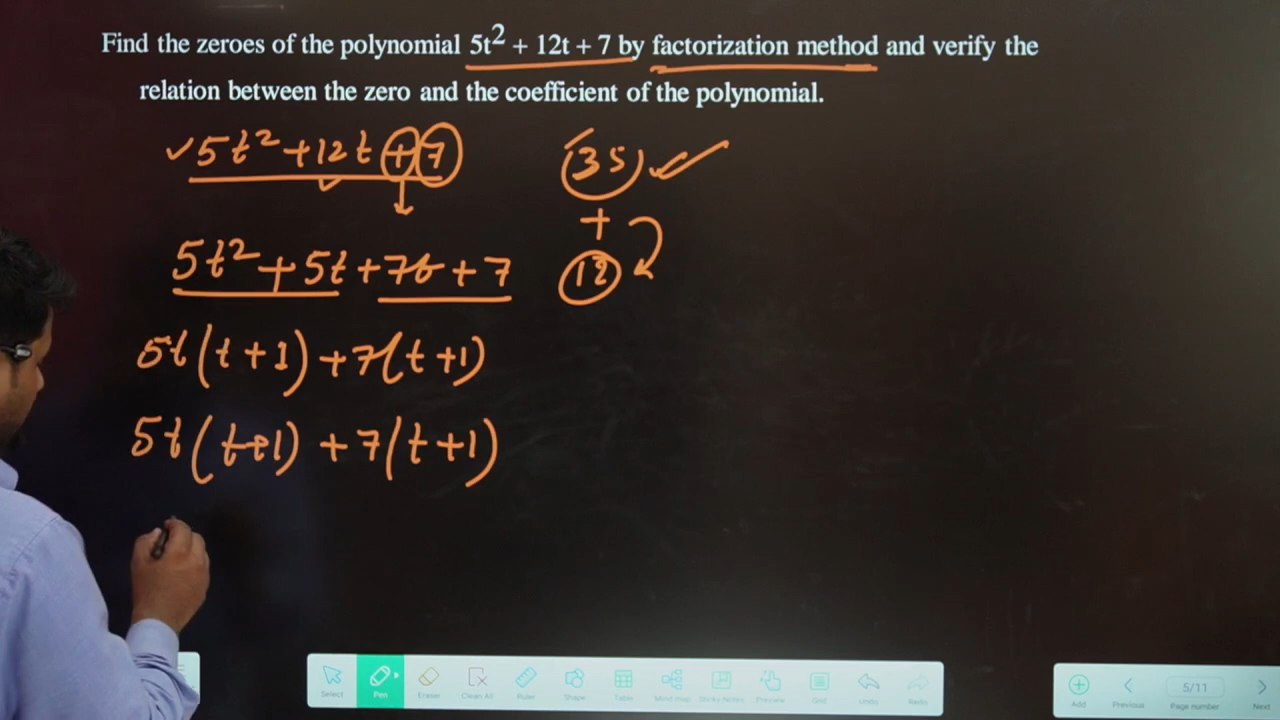 Find the zeroes of the polynomial 5t² + 12t + 7 by factorization method and verify the
relation between the zero and the coefficient of the polynomial.
5t² + 12t + 7
(35)
+
12
5t² + 5t + 7t + 7
5t(t + 1) + 7(t + 1)
5t(t+1) + 7(t + 1)
Select Pen Eraser Clean All Ruler Shape Table Mind map Sticky-Notes Preview Grid Undo Redo
Add Previous 5/11 Page number Next